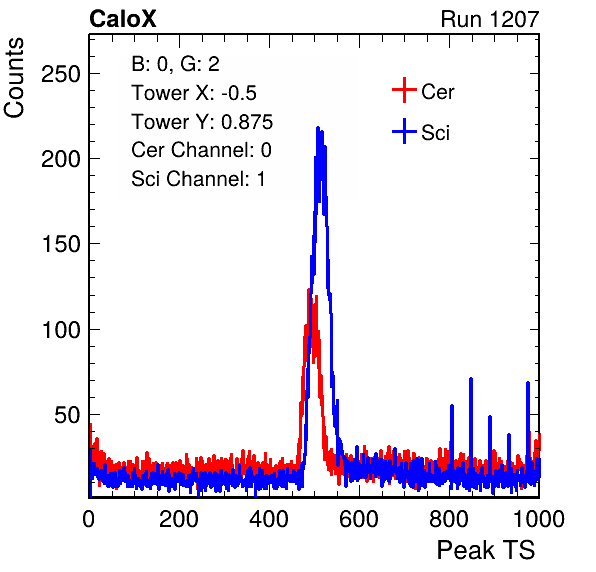 CaloX Run 1207
Counts
B: 0, G: 2
Tower X: -0.5
Tower Y: 0.875
Cer Channel: 0
Sci Channel: 1
Cer
Sci
250
200
150
100
50
0 200 400 600 800 1000
Peak TS